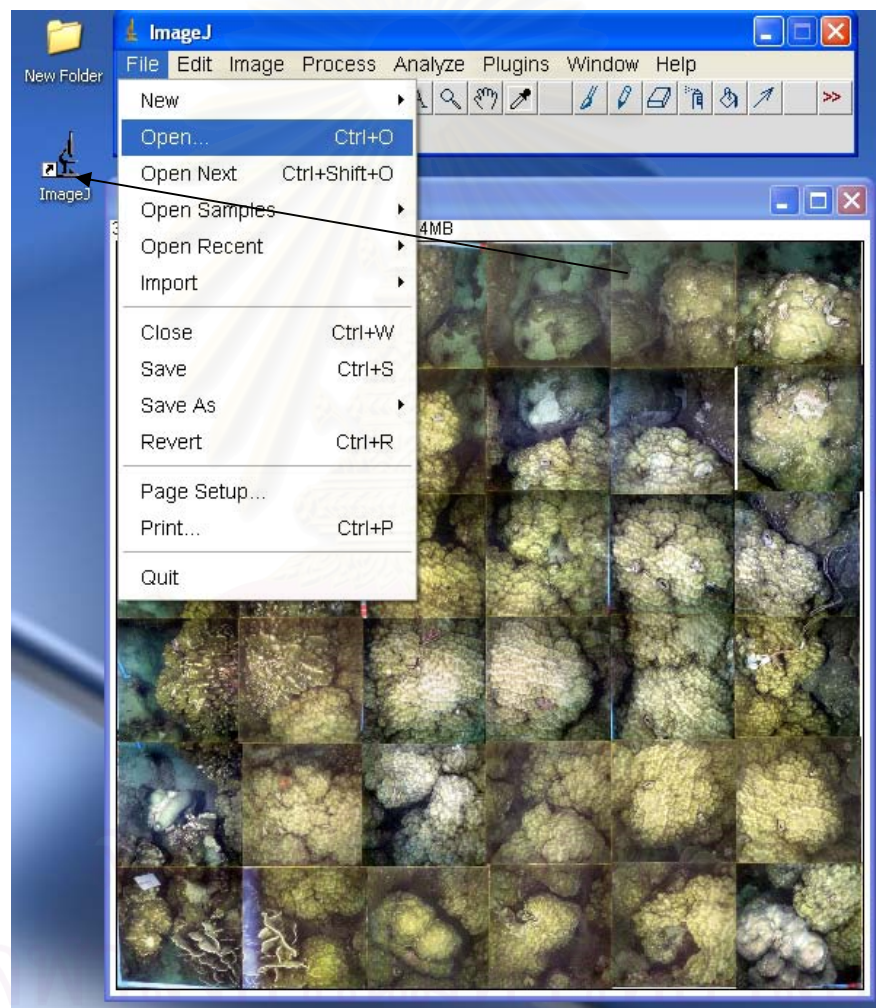 ImageJ
New Folder
File Edit Image Process Analyze Plugins Window Help
New
>>
Open... Ctrl+O
Open Next Ctrl+Shift+O
ImageJ
Open Samples
4MB
Open Recent
Import
Close Ctrl+W
Save Ctrl+S
Save As
Revert Ctrl+R
Page Setup...
Print... Ctrl+P
Quit